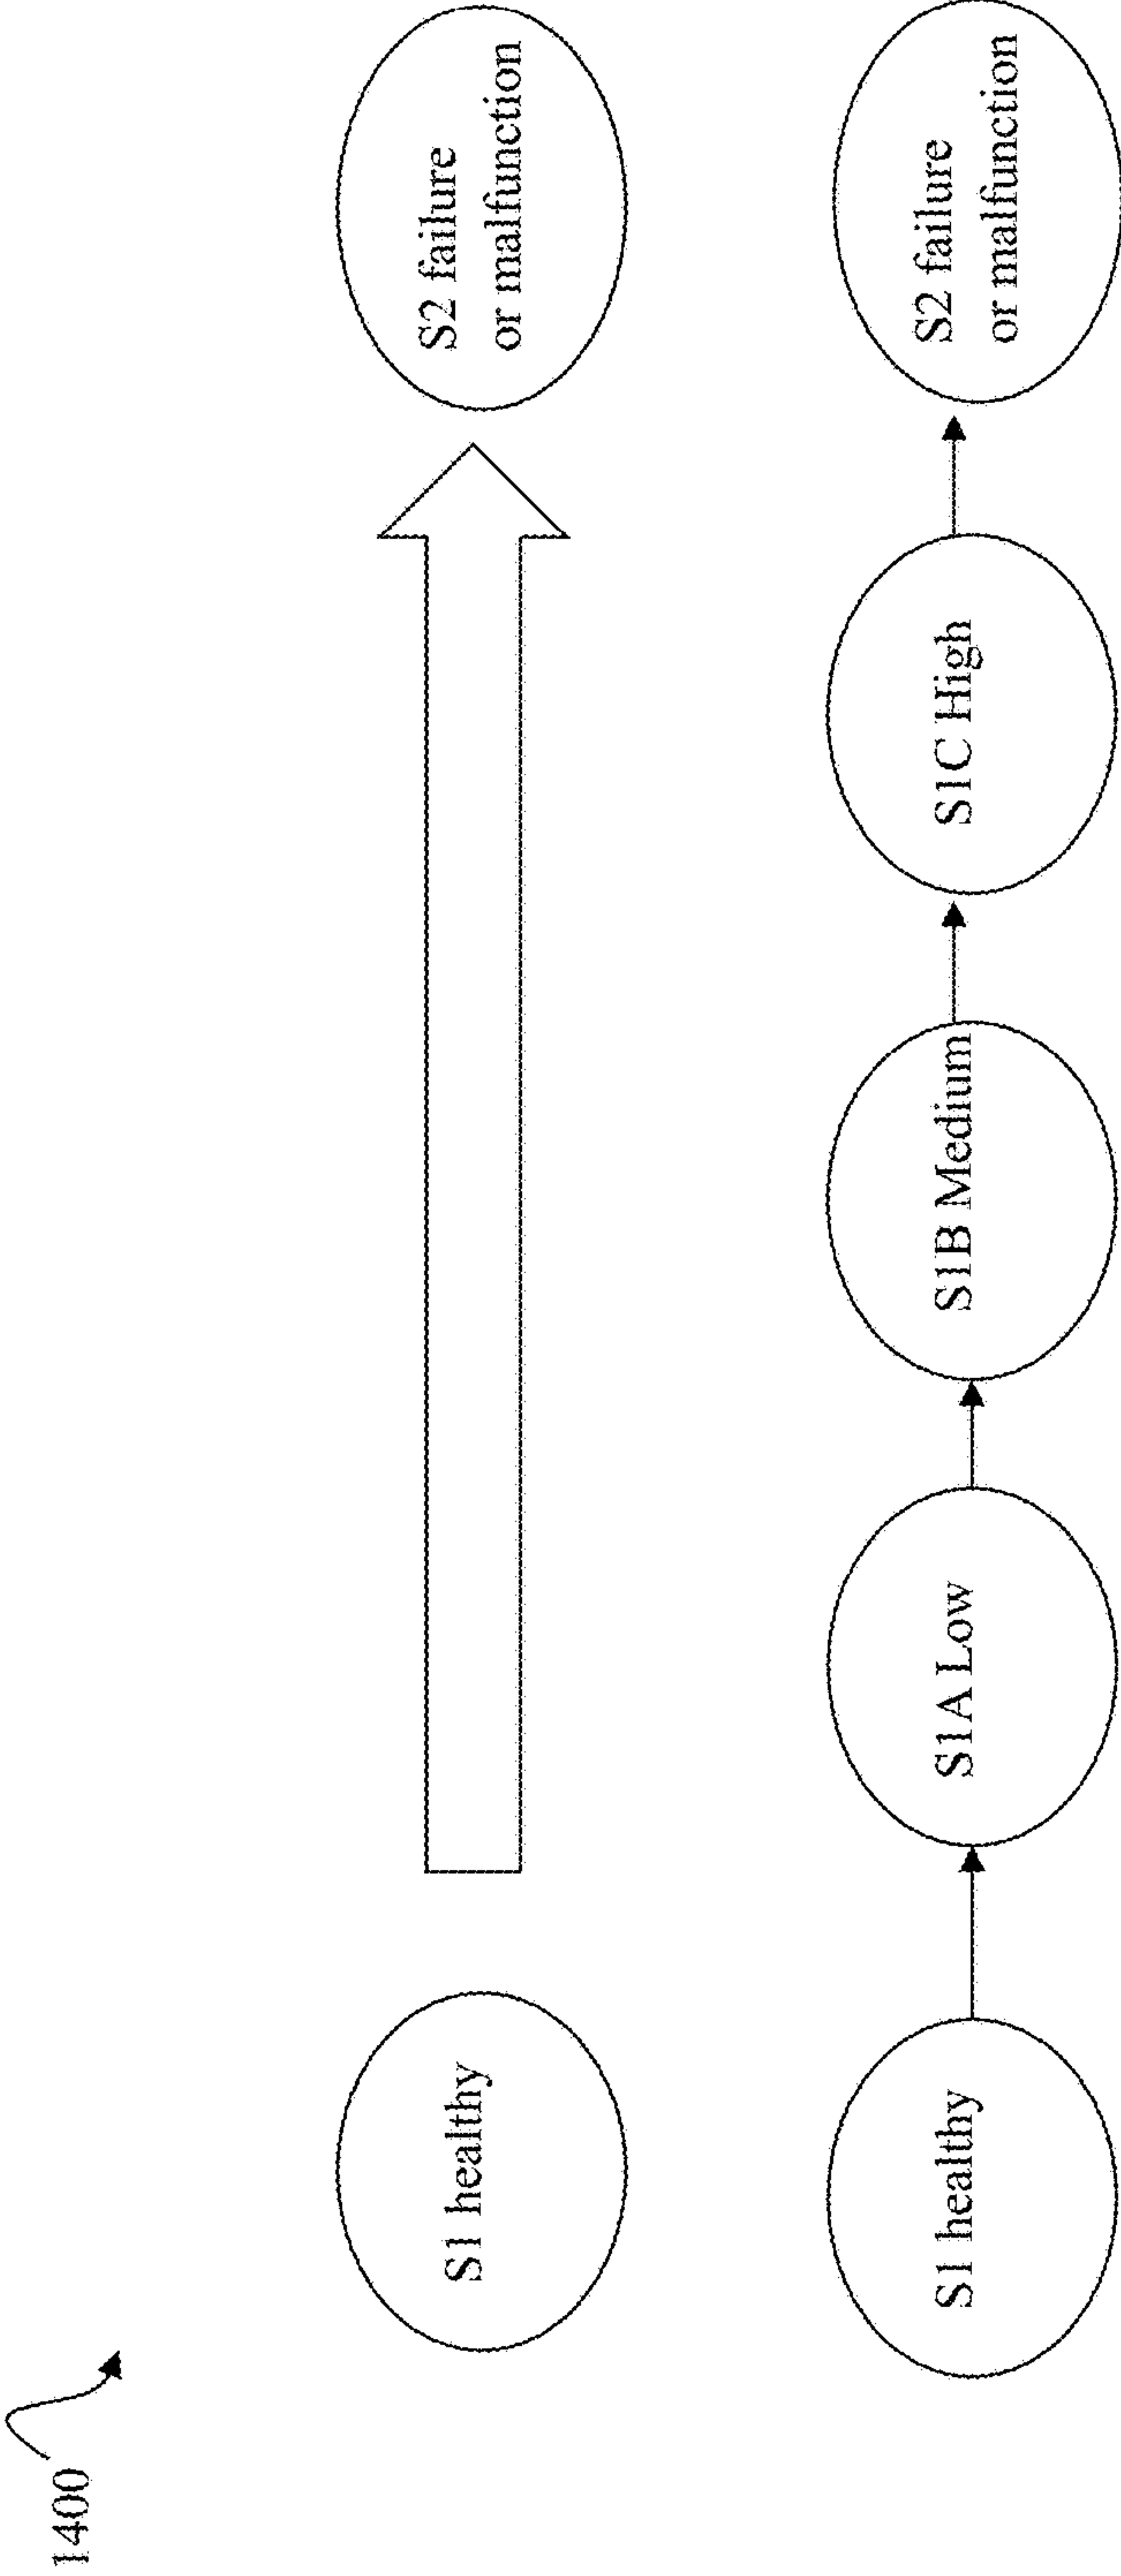 1400
S1 healthy
S2 failure
or malfunction
S1 healthy
S1A Low
S1B Medium
S1C High
S2 failure
or malfunction